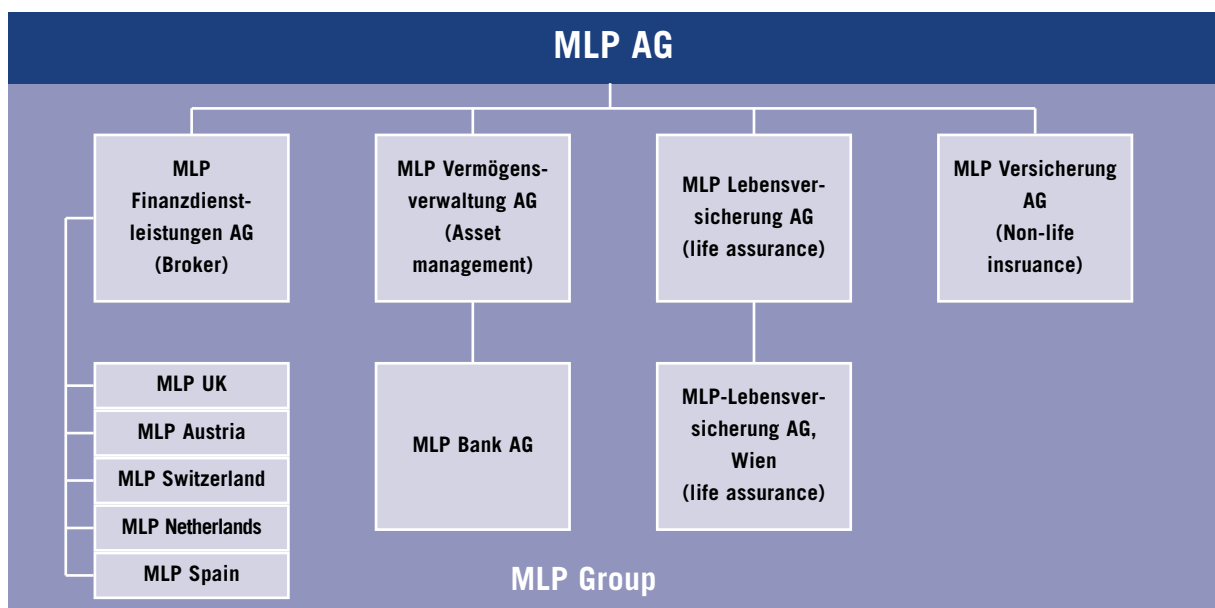 MLP AG
MLP
Finanzdienst-
leistungen AG
(Broker)
MLP Vermögens-
verwaltung AG
(Asset
management)
MLP Lebensver-
sicherung AG
(life assurance)
MLP Versicherung
AG
(Non-life
insruance)
MLP UK
MLP Austria
MLP Switzerland
MLP Netherlands
MLP Spain
MLP Bank AG
MLP-Lebensver-
sicherung AG,
Wien
(life assurance)
MLP Group